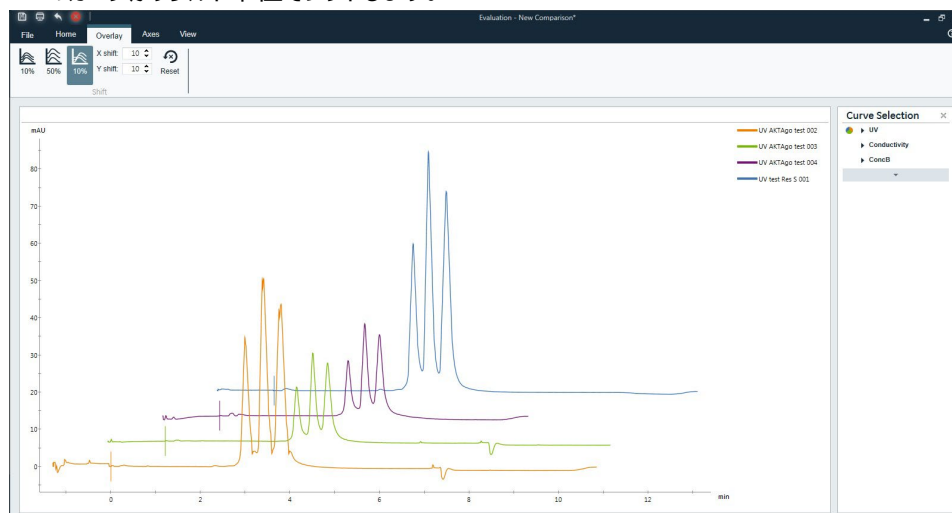 Evaluation - New Comparison*
File Home Overlay Axes View
10% 50% 10% X shift: 10 Y shift: 10 Reset
Shift
mAU
UV AKTAgo test 002
UV AKTAgo test 003
UV AKTAgo test 004
UV test Res S 001
80
70
60
50
40
30
20
10
0
0 2 4 6 8 10 12 min
Curve Selection
UV
Conductivity
ConcB